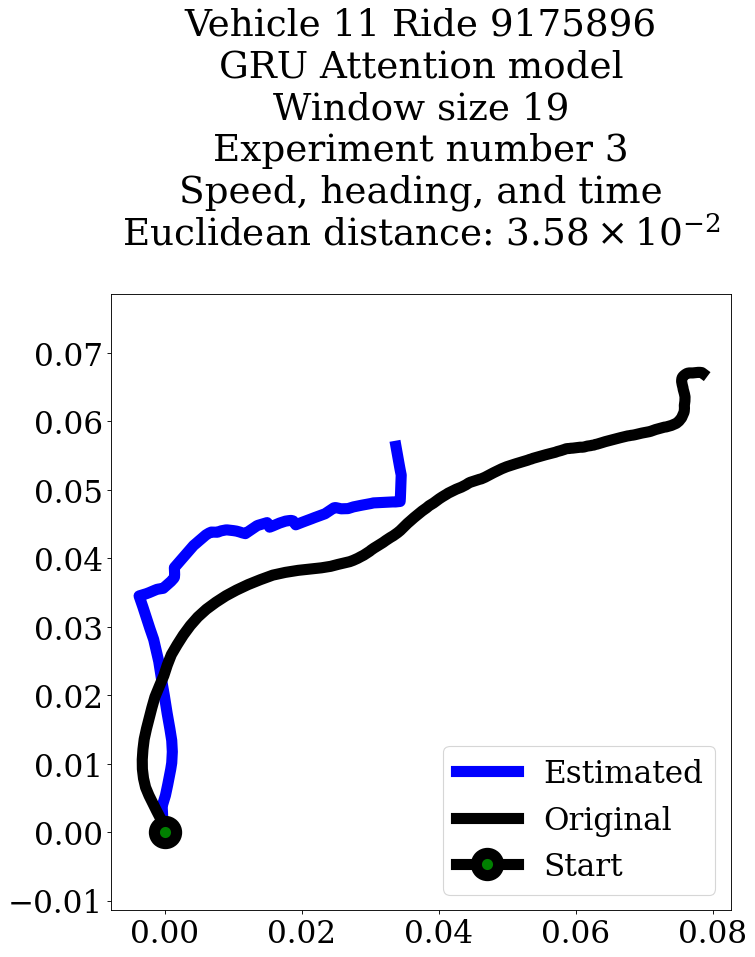 Vehicle 11 Ride 9175896
GRU Attention model
Window size 19
Experiment number 3
Speed, heading, and time
Euclidean distance: 3.58 × 10⁻²
0.07
0.06
0.05
0.04
0.03
0.02
0.01
0.00
−0.01
Estimated
Original
Start
0.00 0.02 0.04 0.06 0.08